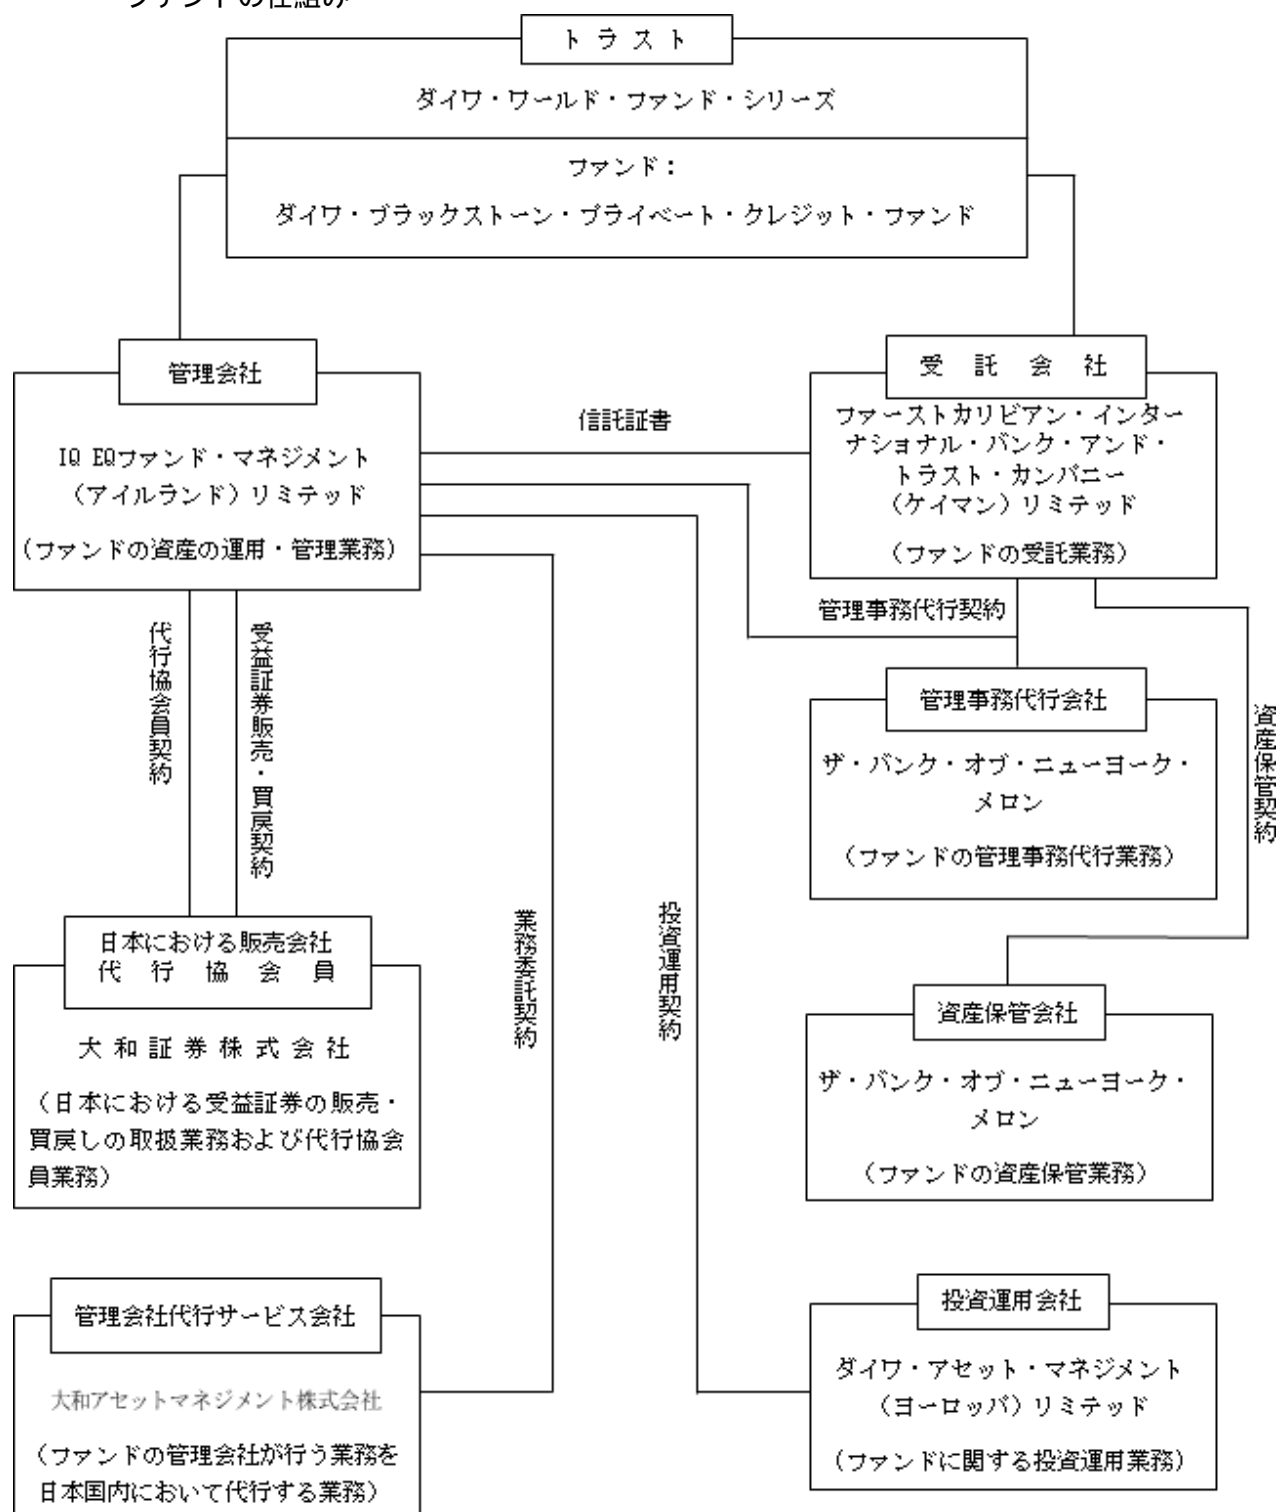 ファンドの仕組み
トラスト
ダイワ・ワールド・ファンド・シリーズ
ファンド：
ダイワ・ブラックストーン・プライベート・クレジット・ファンド
管理会社
IQ EQファンド・マネジメント
（アイルランド）リミテッド
（ファンドの資産の運用・管理業務）
信託証書
受託会社
ファーストカリビアン・インター
ナショナル・バンク・アンド・
トラスト・カンパニー
（ケイマン）リミテッド
（ファンドの受託業務）
管理事務代行契約
代行協会員契約
受益証券販売・買戻契約
管理事務代行会社
ザ・バンク・オブ・ニューヨーク・
メロン
（ファンドの管理事務代行業務）
資産保管契約
業務委託契約
投資運用契約
日本における販売会社
代行協会員
大和証券株式会社
（日本における受益証券の販売・
買戻しの取扱業務および代行協会
員業務）
資産保管会社
ザ・バンク・オブ・ニューヨーク・
メロン
（ファンドの資産保管業務）
管理会社代行サービス会社
大和アセットマネジメント株式会社
（ファンドの管理会社が行う業務を
日本国内において代行する業務）
投資運用会社
ダイワ・アセット・マネジメント
（ヨーロッパ）リミテッド
（ファンドに関する投資運用業務）